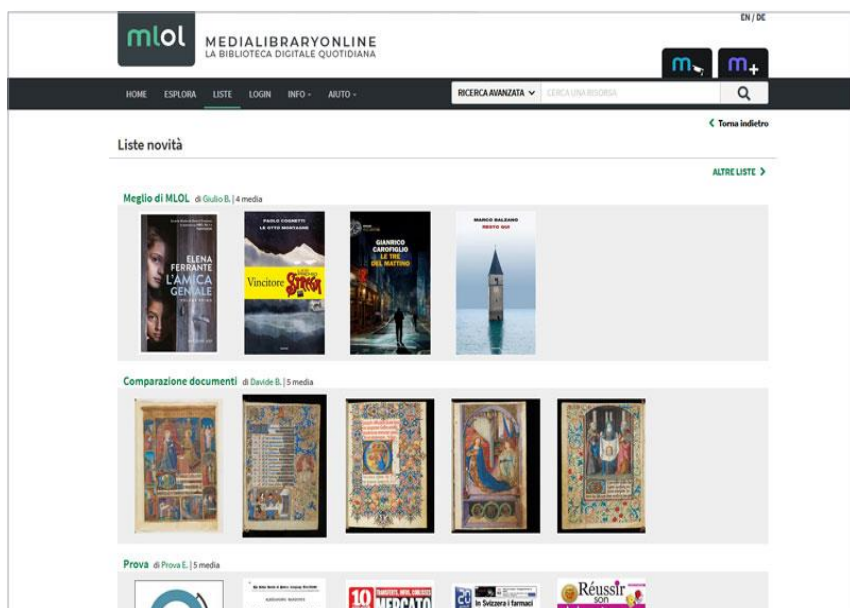 EN / DE
mlol
MEDIALIBRARYONLINE
LA BIBLIOTECA DIGITALE QUOTIDIANA
m
m+
HOME ESPLORA LISTE LOGIN INFO AIUTO
RICERCA AVANZATA CERCA UNA RISORSA
Torna indietro
Liste novità
ALTRE LISTE
Meglio di MLOL di Giulio B. | 4 media
ELENA
FERRANTE
L'AMICA
GENIALE
PAOLO COGNETTI
LE OTTO MONTAGNE
Vincitore
GIANRICO
CAROFIGLIO
LE TRE
DEL MATTINO
MARCO BALZANO
RESTO QUI
Comparazione documenti di Davide B. | 5 media
Prova di Prova E. | 5 media
ALESSANDRO MANZONI
10
MERCATO
20
in Svizzera i farmaci
Réussir
son